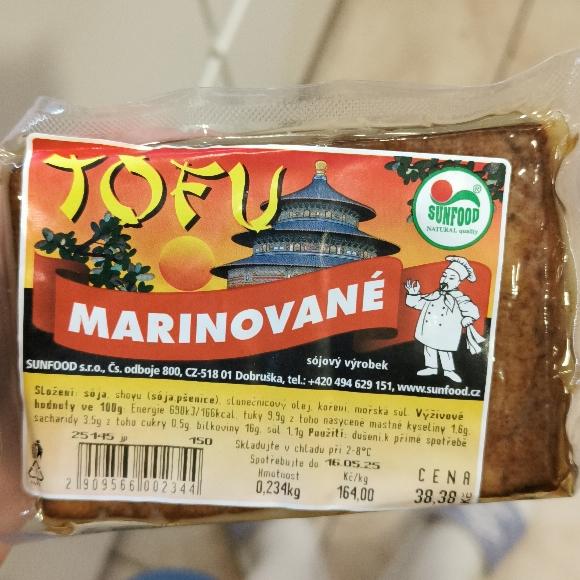 TOFU
SUNFOOD ®
NATURAL quality
MARINOVANÉ
sójový výrobek
SUNFOOD s.r.o., Čs. odboje 800, CZ-518 01 Dobruška, tel.: +420 494 629 151, www.sunfood.cz
Složení: sója, shoyu (sója,pšenice), slunečnicový olej, koření, mořská sůl. Výživové
hodnoty ve 100g: Energie 690kJ/166kcal, tuky 9,9g z toho nasycené mastné kyseliny 1,6g,
sacharidy 3,5g z toho cukry 0,5g, bílkoviny 16g, sůl 1,1g Použití: dušení,k přímé spotřebě
25145 JP 150
Skladujte v chladu při 2-8°C
Spotřebujte do 16.05.25
Hmotnost Kč/kg CENA
0,234kg 164,00 38,38 Kč
2 909566 002344